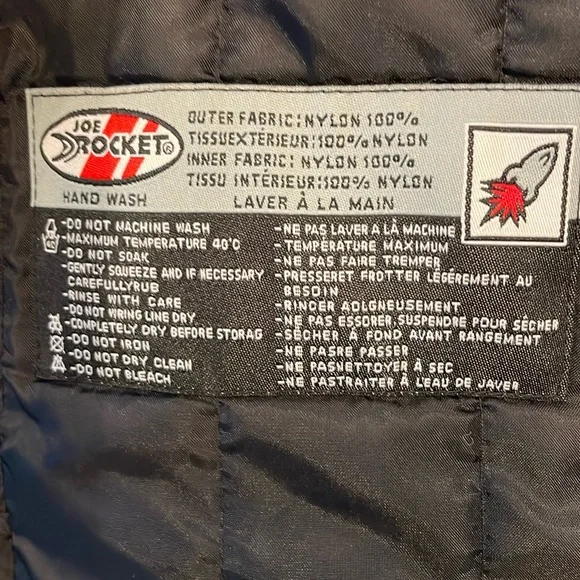 JOE
ROCKET®
HAND WASH
OUTER FABRIC:NYLON 100%
TISSUEXTÉRIEUR:100% NYLON
INNER FABRIC: NYLON 100%
TISSU INTÉRIEUR:100% NYLON
LAVER À LA MAIN
-DO NOT MACHINE WASH
-MAXIMUM TEMPERATURE 40°C
-DO NOT SOAK
-GENTLY SQUEEZE AND IF NECESSARY
CAREFULLYRUB
-RINSE WITH CARE
-DO NOT WRING LINE DRY
-COMPLETELY DRY BEFORE STORAG
-DO NOT IRON
-DO NOT DRY CLEAN
-DO NOT BLEACH
-NE PAS LAVER A LÀ MACHINE
-TEMPÉRATURE MAXIMUM
-NE PAS FAIRE TREMPER
-PRESSERET FROTTER LÉGÉREMENT AU
BESOIN
-RINCER AOLGNEUSEMENT
-NE PAS ESSORER, SUSPENDRE POUR SÉCHER
-SÉCHER À FOND AVANT RANGEMENT
-NE PASRE PASSER
-NE PASNETTOYER À SEC
-NE PASTRAITER À L'EAU DE JAVER